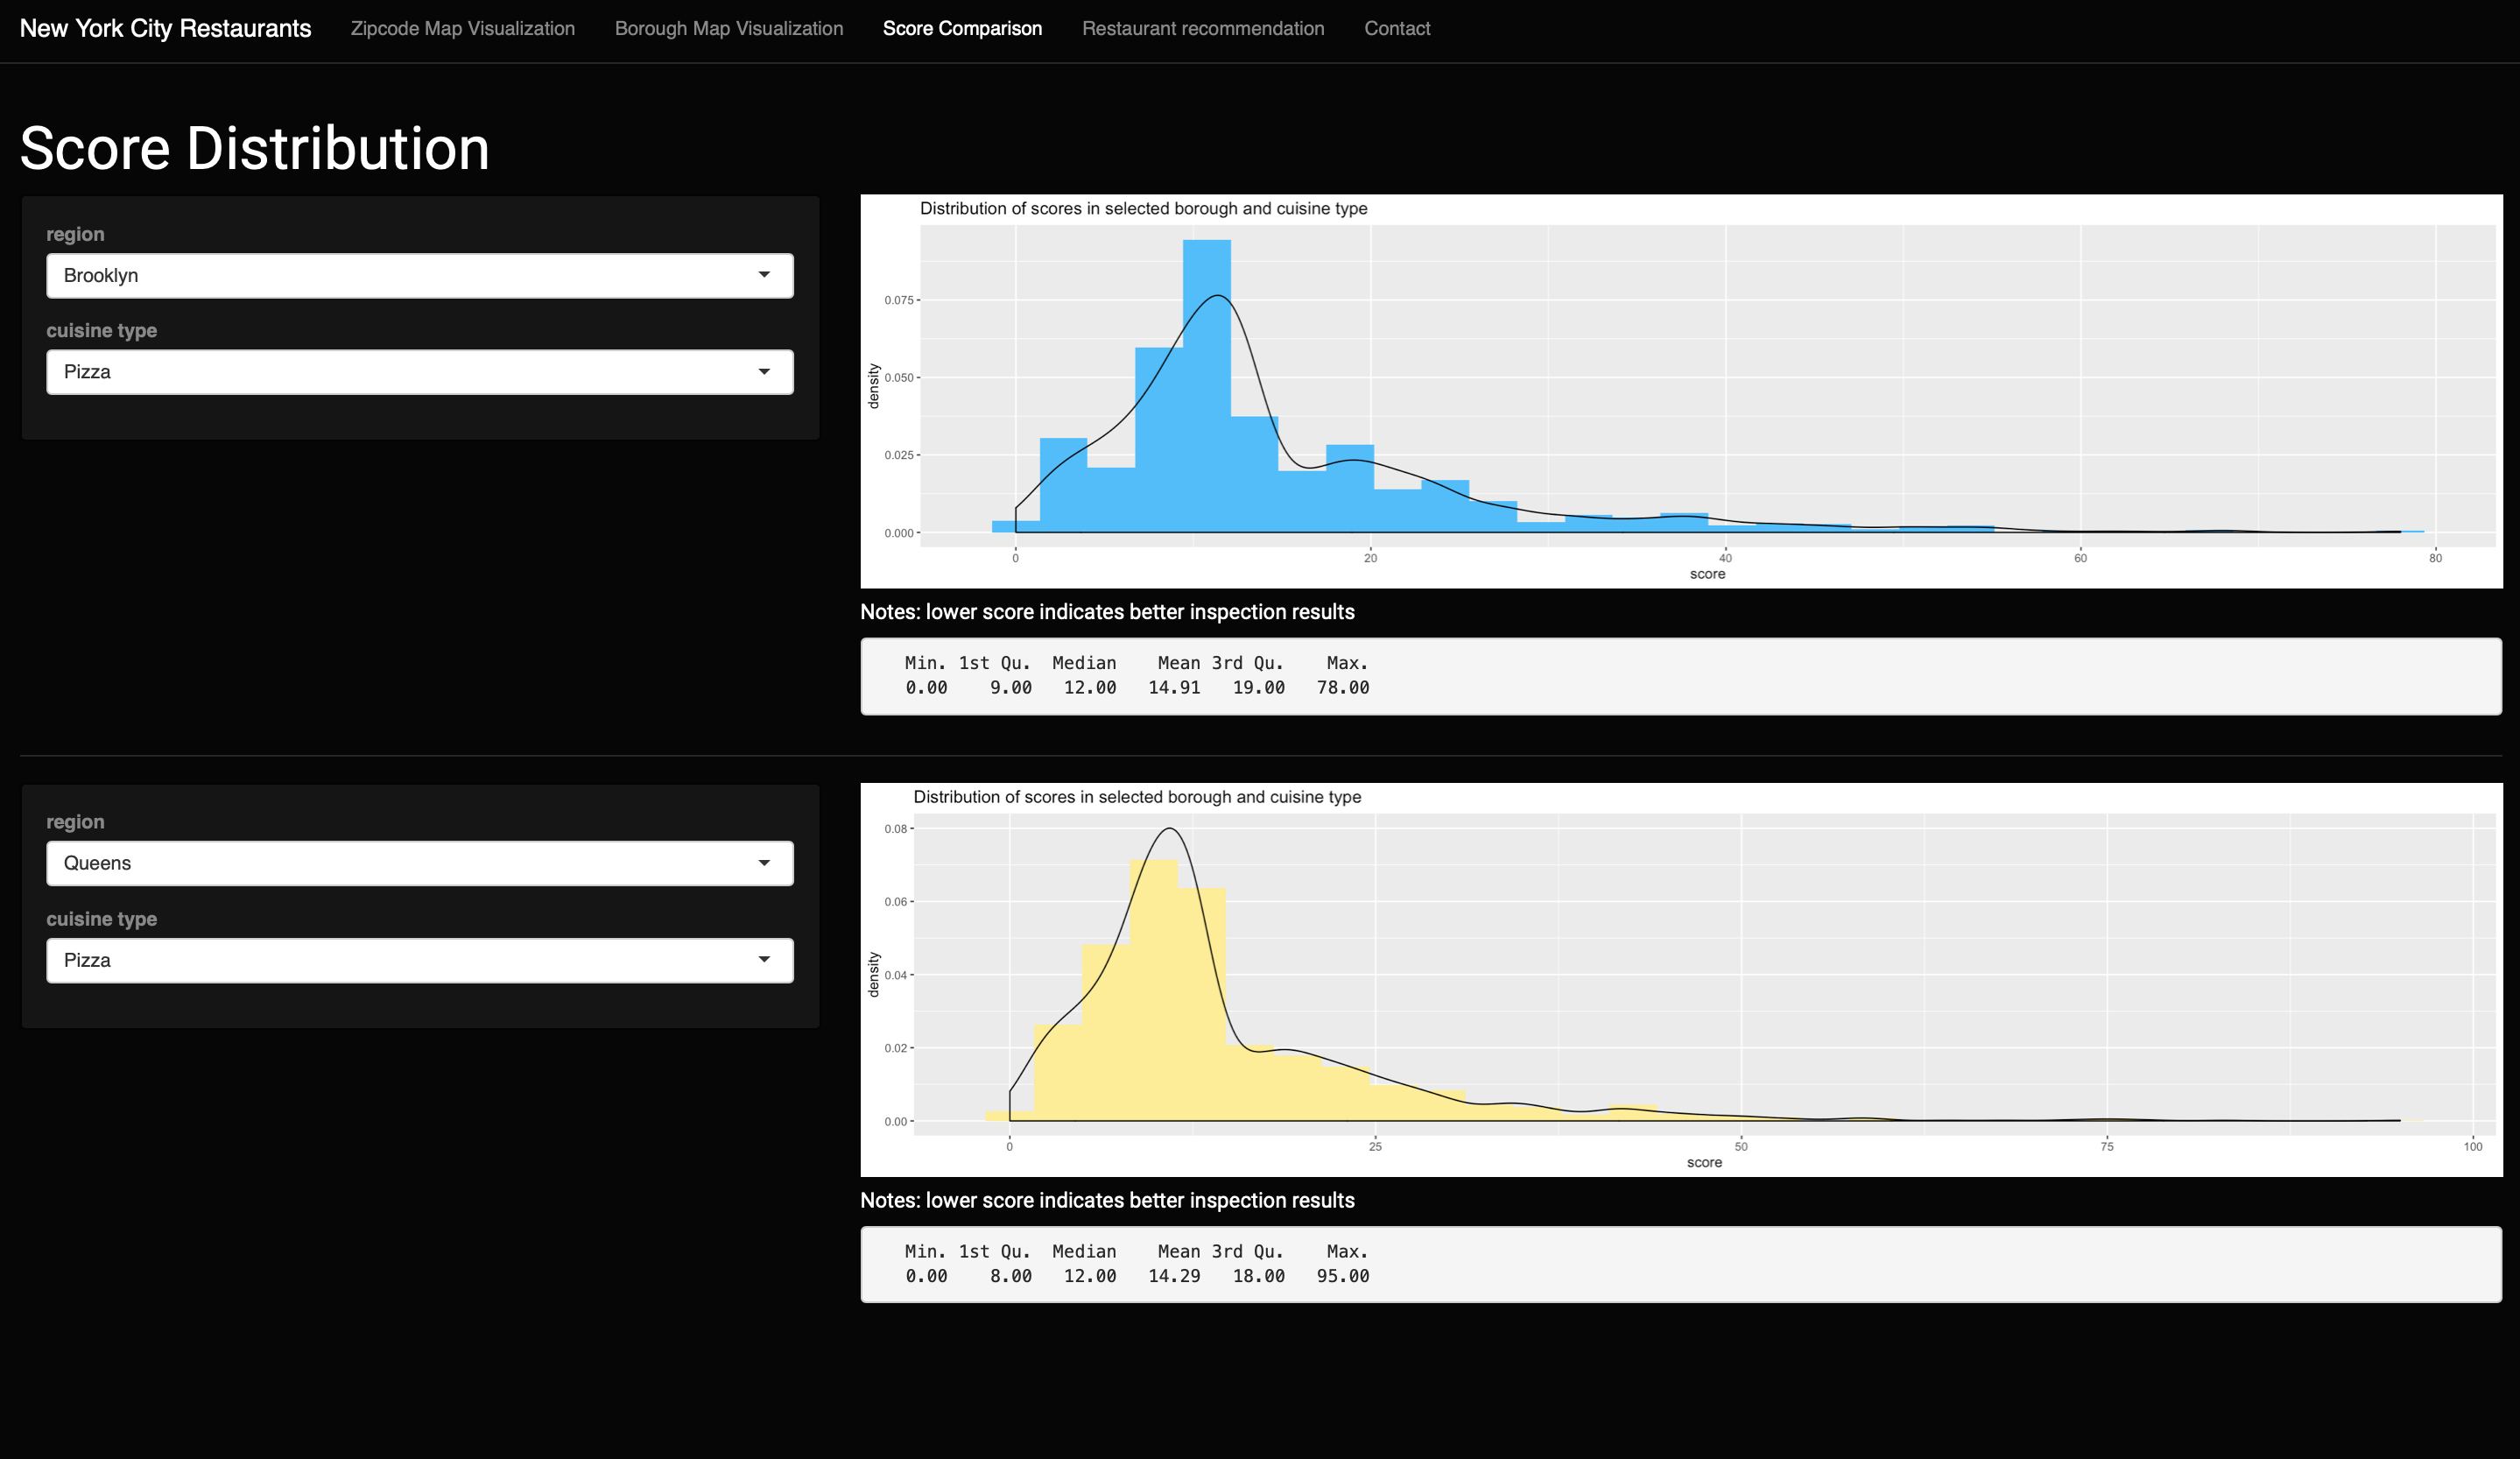 New York City Restaurants Zipcode Map Visualization Borough Map Visualization Score Comparison Restaurant recommendation Contact
Score Distribution
region
Brooklyn
cuisine type
Pizza
Distribution of scores in selected borough and cuisine type
density
0.075
0.050
0.025
0.000
0 20 40 60 80
score
Notes: lower score indicates better inspection results
Min. 1st Qu. Median Mean 3rd Qu. Max.
0.00 9.00 12.00 14.91 19.00 78.00
region
Queens
cuisine type
Pizza
Distribution of scores in selected borough and cuisine type
density
0.08
0.06
0.04
0.02
0.00
0 25 50 75 100
score
Notes: lower score indicates better inspection results
Min. 1st Qu. Median Mean 3rd Qu. Max.
0.00 8.00 12.00 14.29 18.00 95.00